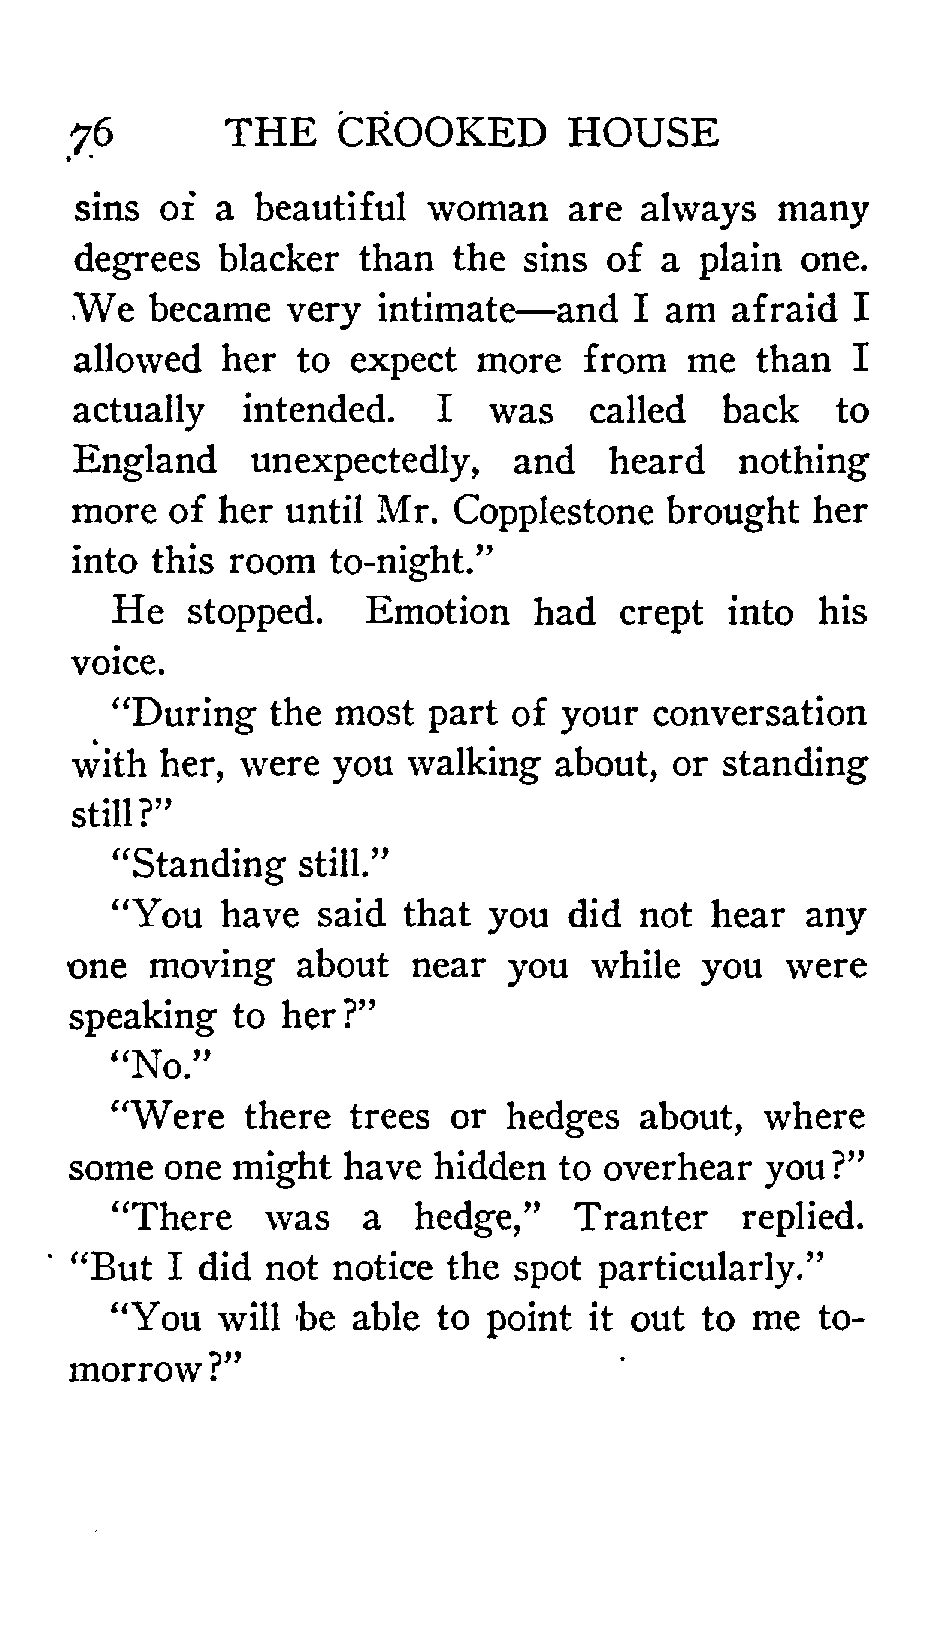 76 THE CROOKED HOUSE
sins of a beautiful woman are always many
degrees blacker than the sins of a plain one.
We became very intimate—and I am afraid I
allowed her to expect more from me than I
actually intended. I was called back to
England unexpectedly, and heard nothing
more of her until Mr. Copplestone brought her
into this room to-night."
He stopped. Emotion had crept into his
voice.
"During the most part of your conversation
with her, were you walking about, or standing
still?"
"Standing still."
"You have said that you did not hear any
one moving about near you while you were
speaking to her?"
"No."
"Were there trees or hedges about, where
some one might have hidden to overhear you?"
"There was a hedge," Tranter replied.
"But I did not notice the spot particularly."
"You will be able to point it out to me to-
morrow?"